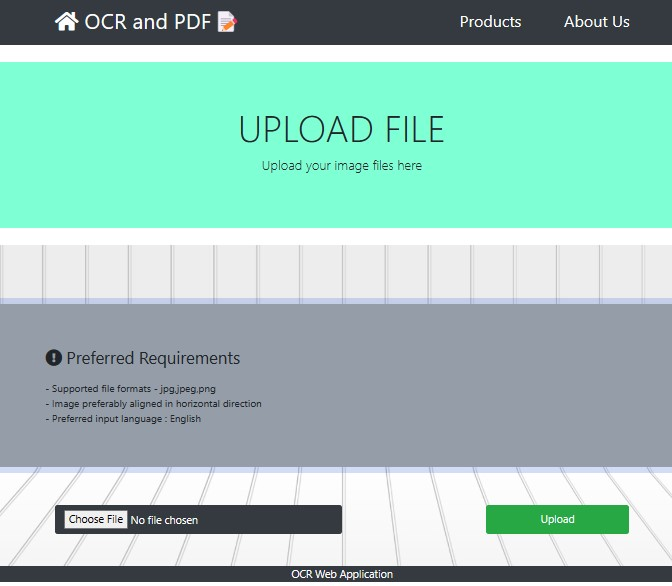 OCR and PDF
Products
About Us
UPLOAD FILE
Upload your image files here
Preferred Requirements
- Supported file formats - jpg,jpeg,png
- Image preferably aligned in horizontal direction
- Preferred input language : English
Choose File No file chosen
Upload
OCR Web Application